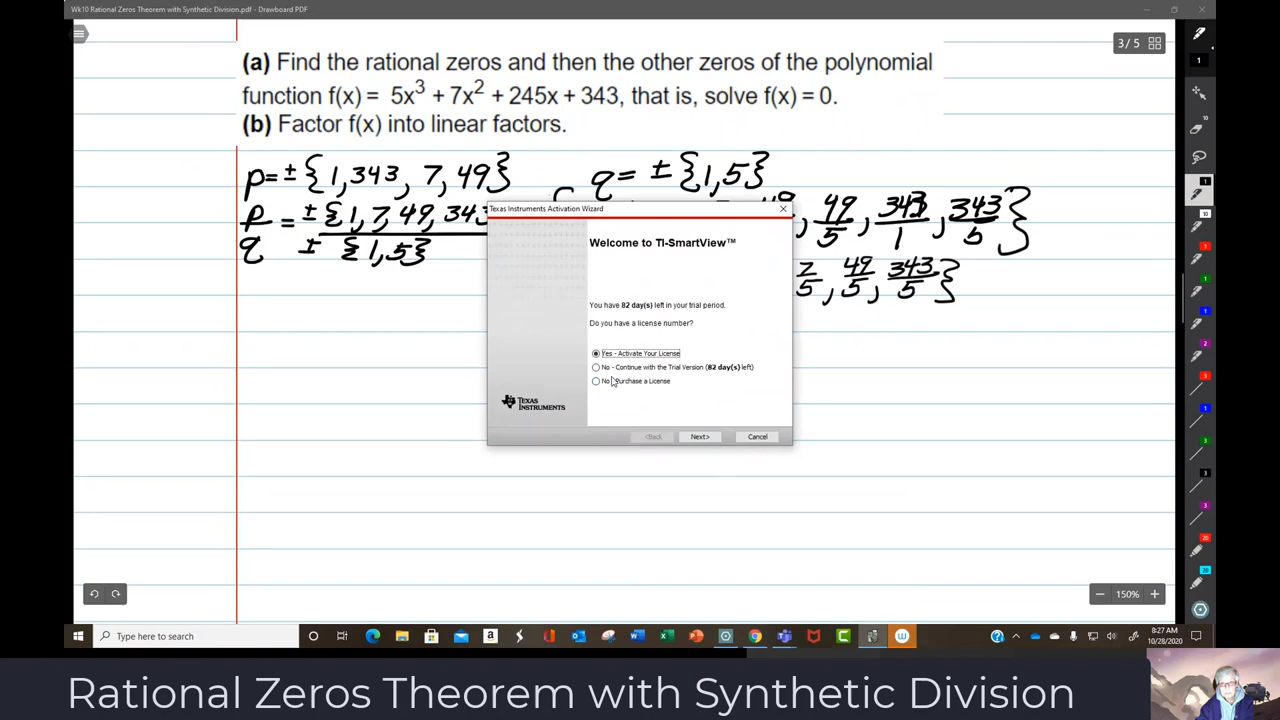 Wk10 Rational Zeros Theorem with Synthetic Division.pdf - Drawboard PDF
3/5
1
(a) Find the rational zeros and then the other zeros of the polynomial
function f(x) = 5x³ + 7x² + 245x + 343, that is, solve f(x) = 0.
(b) Factor f(x) into linear factors.
p=±{1,343, 7,49} q= ±{1,5}
p/q = ±{1,7,49,343 / ±{1,5}
49/5, 343/1, 343/5}
7/5, 49/5, 343/5}
Texas Instruments Activation Wizard
Welcome to TI-SmartView™
You have 82 day(s) left in your trial period.
Do you have a license number?
Yes - Activate Your License
No - Continue with the Trial Version (82 day(s) left)
No - Purchase a License
TEXAS INSTRUMENTS
<Back Next> Cancel
150%
Type here to search
8:27 AM
10/28/2020
Rational Zeros Theorem with Synthetic Division